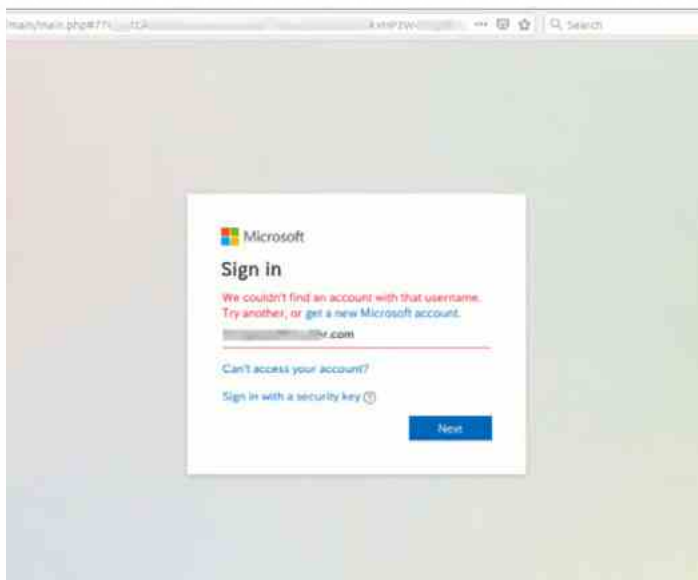 /main/main.php#77
Search
Microsoft
Sign in
We couldn't find an account with that username.
Try another, or get a new Microsoft account.
r.com
Can't access your account?
Sign in with a security key ?
Next